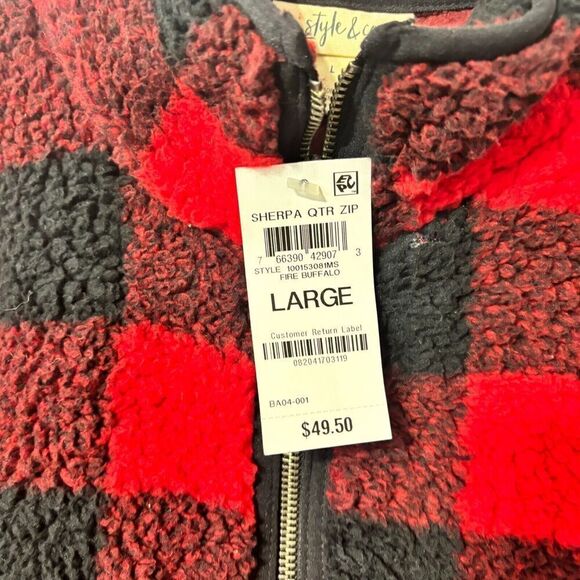 style & co
L
SHERPA QTR ZIP
7 66390 42907 3
STYLE 100153081MS
FIRE BUFFALO
LARGE
Customer Return Label
082041703119
BA04-001
$49.50